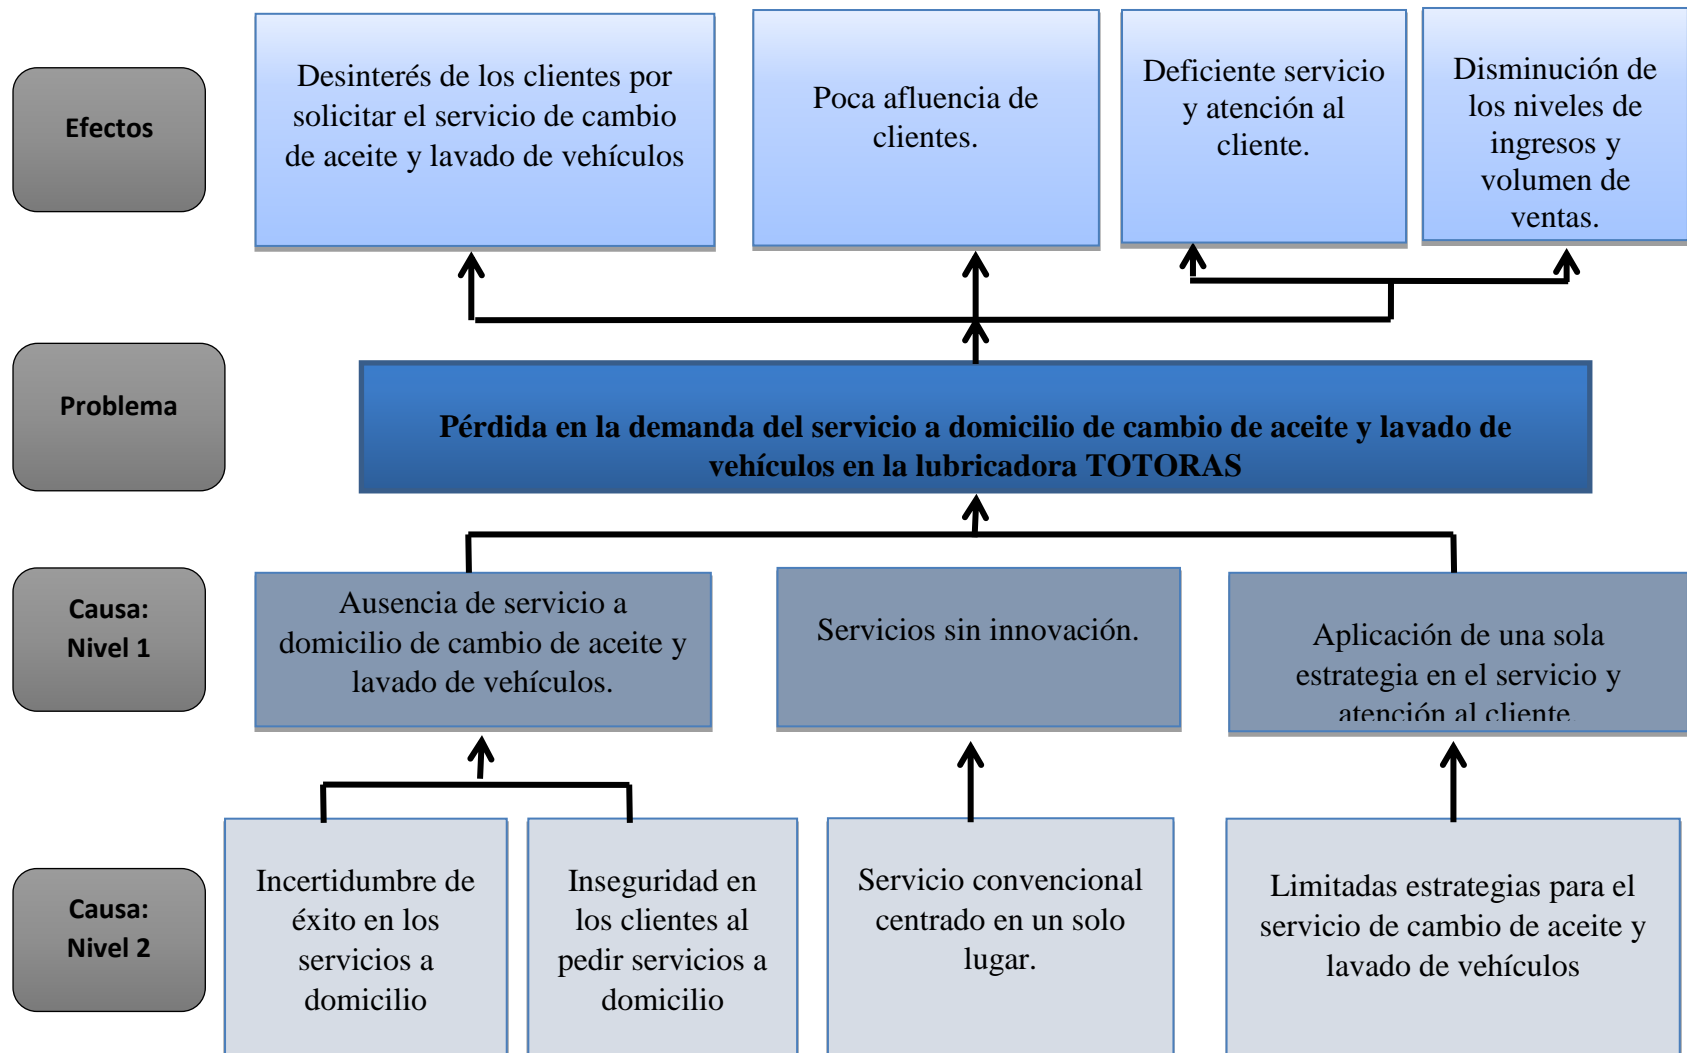 Efectos
Desinterés de los clientes por
solicitar el servicio de cambio
de aceite y lavado de vehículos
Poca afluencia de
clientes.
Deficiente servicio
y atención al
cliente.
Disminución de
los niveles de
ingresos y
volumen de
ventas.
Problema
Pérdida en la demanda del servicio a domicilio de cambio de aceite y lavado de
vehículos en la lubricadora TOTORAS
Causa:
Nivel 1
Ausencia de servicio a
domicilio de cambio de aceite y
lavado de vehículos.
Servicios sin innovación.
Aplicación de una sola
estrategia en el servicio y
atención al cliente
Causa:
Nivel 2
Incertidumbre de
éxito en los
servicios a
domicilio
Inseguridad en
los clientes al
pedir servicios a
domicilio
Servicio convencional
centrado en un solo
lugar.
Limitadas estrategias para el
servicio de cambio de aceite y
lavado de vehículos